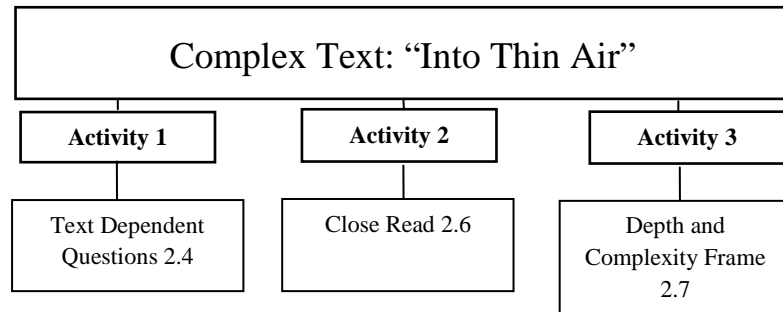 Complex Text: “Into Thin Air”
Activity 1
Activity 2
Activity 3
Text Dependent
Questions 2.4
Close Read 2.6
Depth and
Complexity Frame
2.7